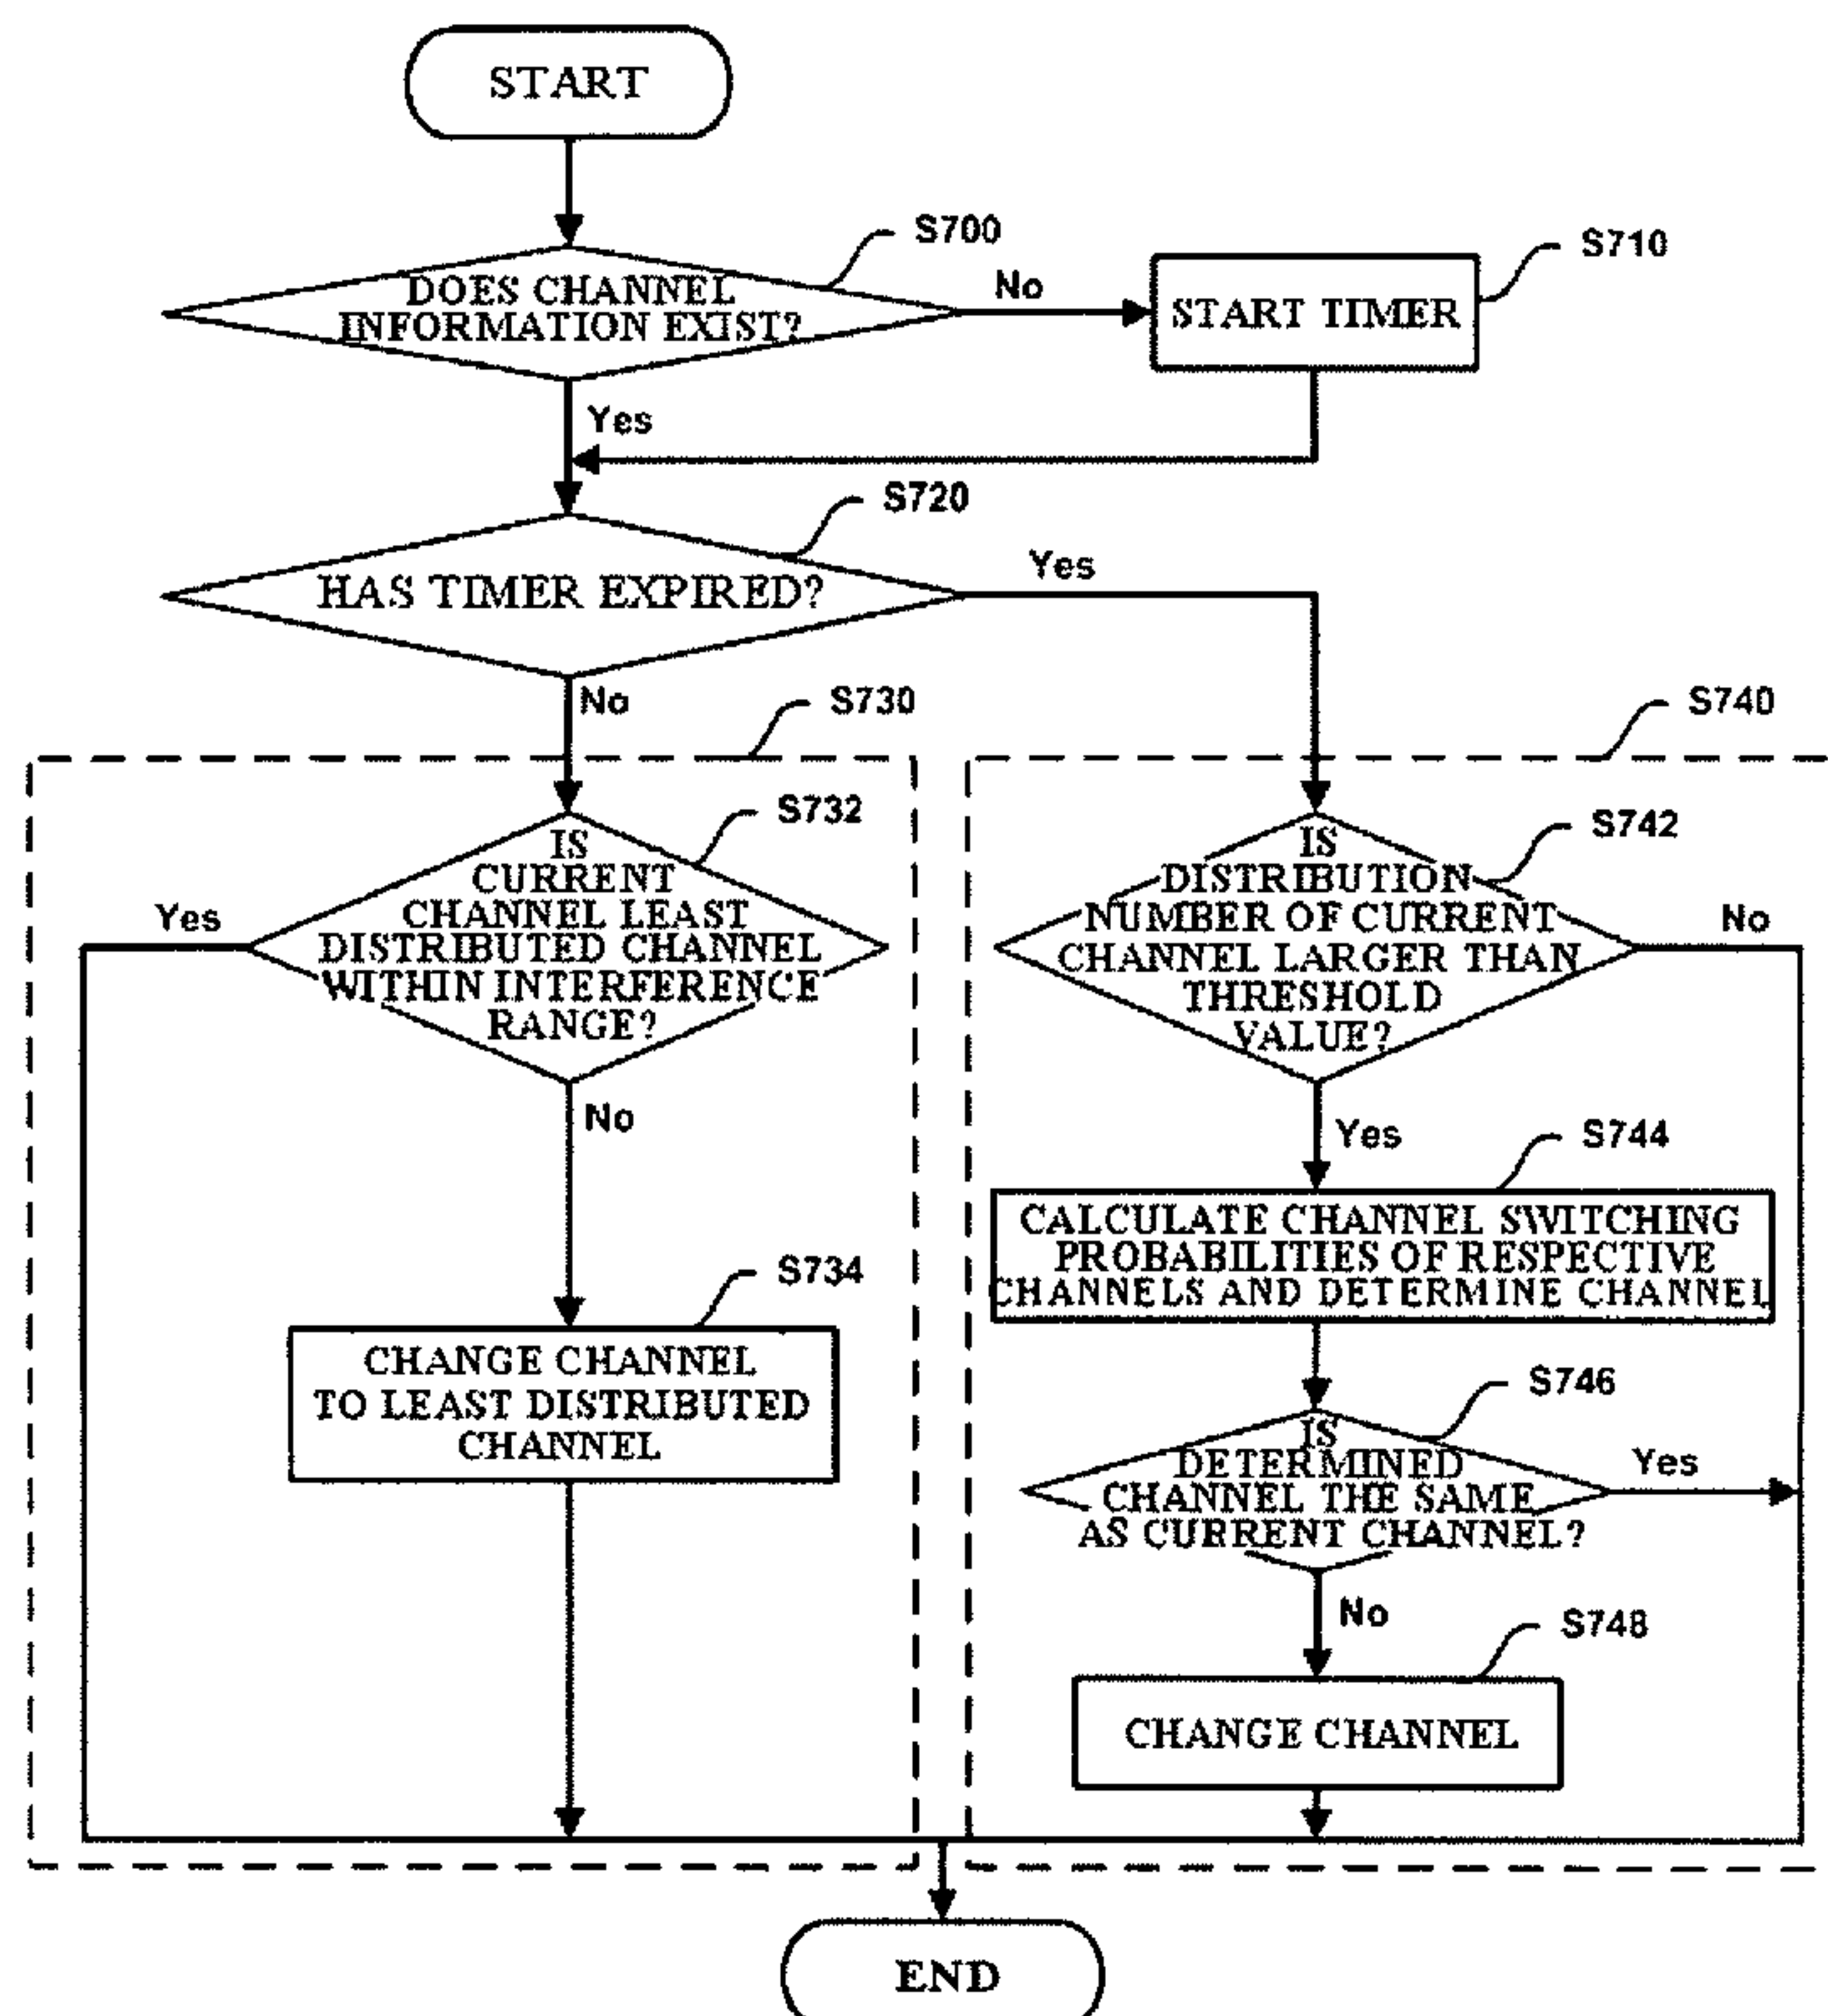 START
S700
DOES CHANNEL
INFORMATION EXIST?
No
S710
START TIMER
Yes
S720
HAS TIMER EXPIRED?
Yes
No
S730
S740
S732
IS
CURRENT
CHANNEL LEAST
DISTRIBUTED CHANNEL
WITHIN INTERFERENCE
RANGE?
Yes
No
S734
CHANGE CHANNEL
TO LEAST DISTRIBUTED
CHANNEL
S742
IS
DISTRIBUTION
NUMBER OF CURRENT
CHANNEL LARGER THAN
THRESHOLD
VALUE?
No
Yes
S744
CALCULATE CHANNEL SWITCHING
PROBABILITIES OF RESPECTIVE
CHANNELS AND DETERMINE CHANNEL
S746
IS
DETERMINED
CHANNEL THE SAME
AS CURRENT CHANNEL?
Yes
No
S748
CHANGE CHANNEL
END